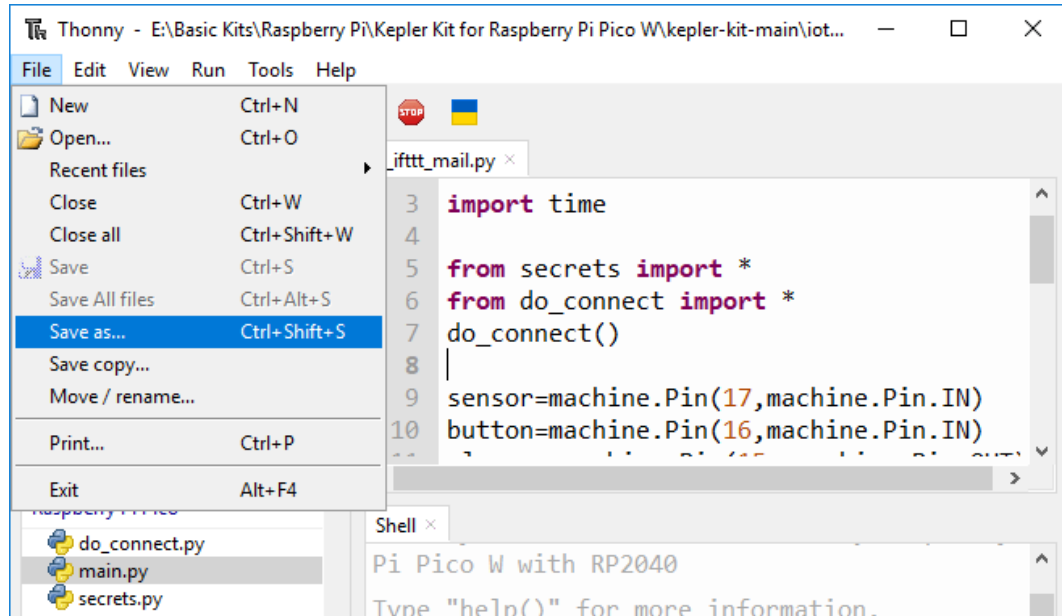 Thonny - E:\Basic Kits\Raspberry Pi\Kepler Kit for Raspberry Pi Pico W\kepler-kit-main\iot...
File Edit View Run Tools Help
New Ctrl+N
Open... Ctrl+O
Recent files
Close Ctrl+W
Close all Ctrl+Shift+W
Save Ctrl+S
Save All files Ctrl+Alt+S
Save as... Ctrl+Shift+S
Save copy...
Move / rename...
Print... Ctrl+P
Exit Alt+F4
STOP
_ifttt_mail.py
3 import time
4
5 from secrets import *
6 from do_connect import *
7 do_connect()
8
9 sensor=machine.Pin(17,machine.Pin.IN)
10 button=machine.Pin(16,machine.Pin.IN)
Raspberry Pi Pico
do_connect.py
main.py
secrets.py
Shell
Pi Pico W with RP2040
Type "help()" for more information.